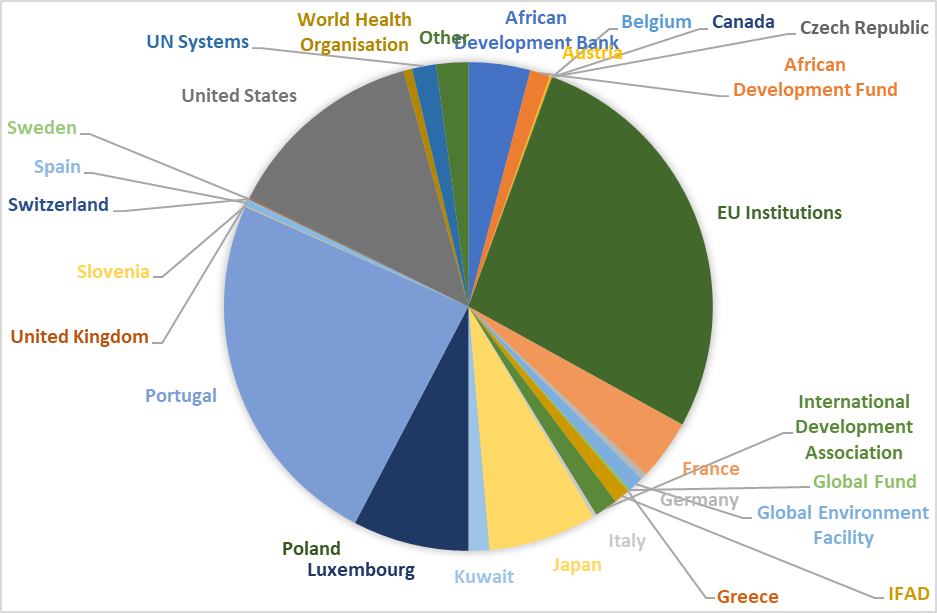 African
Development Bank
Austria
Belgium
Canada
Czech Republic
African
Development Fund
EU Institutions
France
Germany
International
Development
Association
Global Fund
Global Environment
Facility
IFAD
Greece
Italy
Japan
Kuwait
Luxembourg
Poland
Portugal
United Kingdom
Slovenia
Switzerland
Spain
Sweden
United States
UN Systems
World Health
Organisation
Other